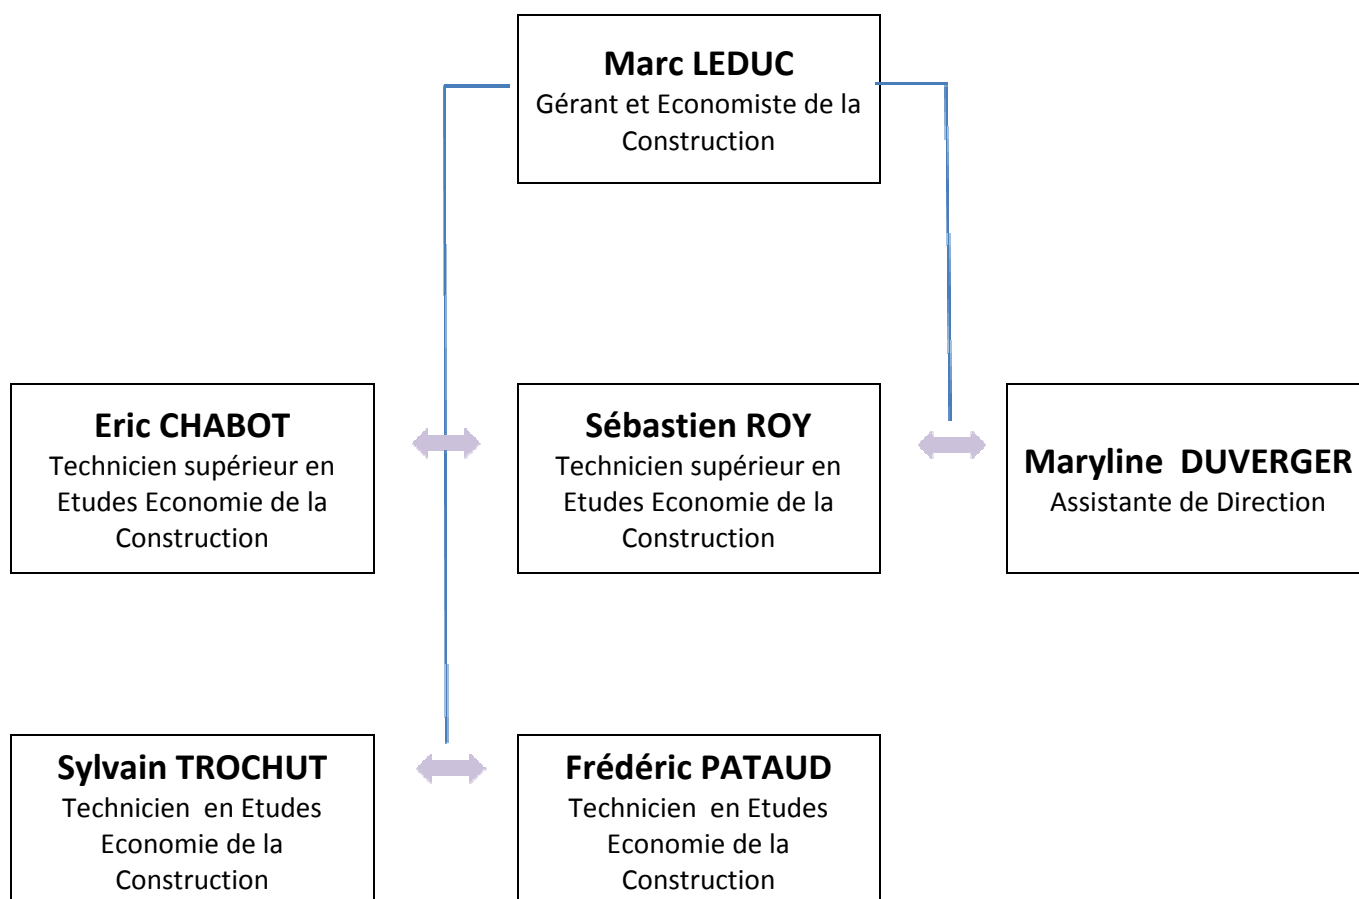 Marc LEDUC
Gérant et Economiste de la
Construction
Eric CHABOT
Technicien supérieur en
Etudes Economie de la
Construction
Sébastien ROY
Technicien supérieur en
Etudes Economie de la
Construction
Maryline  DUVERGER
Assistante de Direction
Sylvain TROCHUT
Technicien  en Etudes
Economie de la
Construction
Frédéric PATAUD
Technicien  en Etudes
Economie de la
Construction